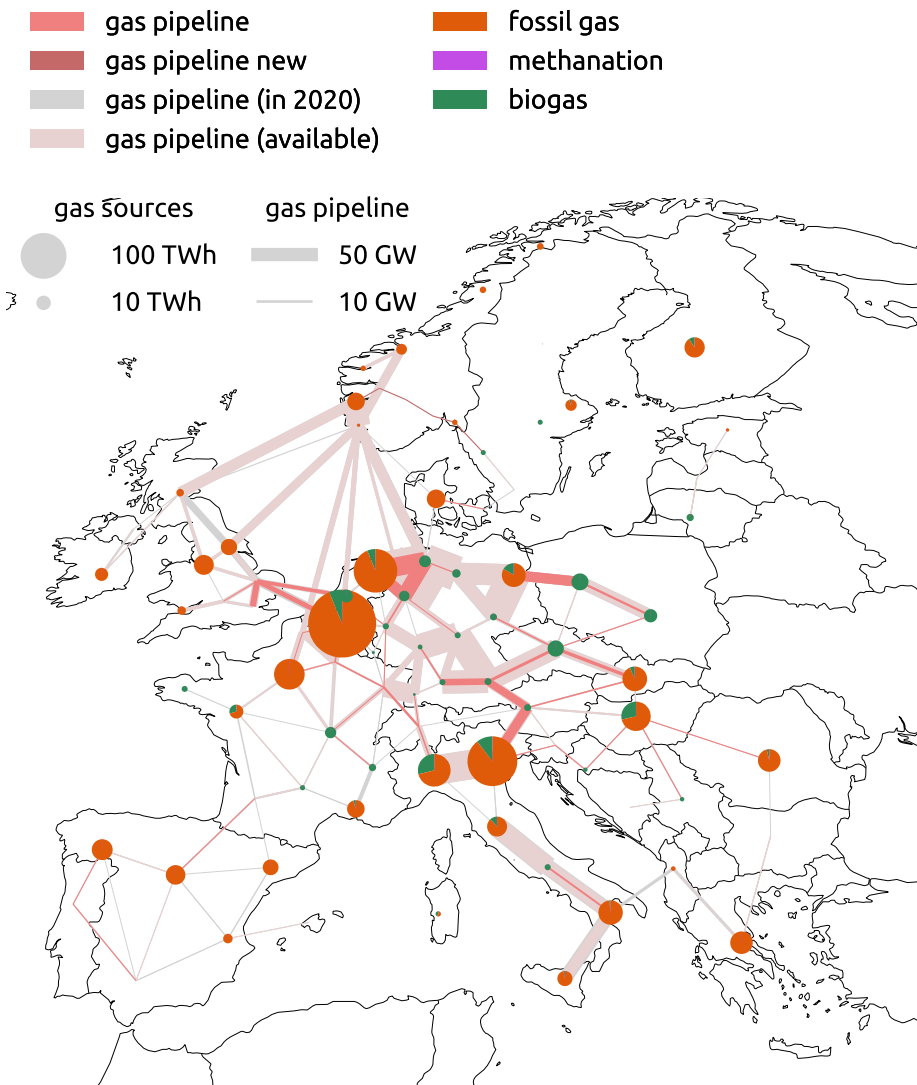 gas pipeline
gas pipeline new
gas pipeline (in 2020)
gas pipeline (available)
fossil gas
methanation
biogas
gas sources
100 TWh
10 TWh
gas pipeline
50 GW
10 GW